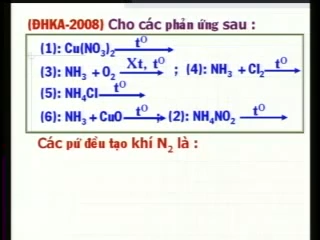 (ĐHKA-2008) Cho các phản ứng sau :
(1): Cu(NO₃)₂ —t⁰→
(3): NH₃ + O₂ —Xt, t⁰→ ; (4): NH₃ + Cl₂ —t⁰→
(5): NH₄Cl —t⁰→
(6): NH₃ + CuO —t⁰→ ; (2): NH₄NO₂ —t⁰→
Các pứ đều tạo khí N₂ là :